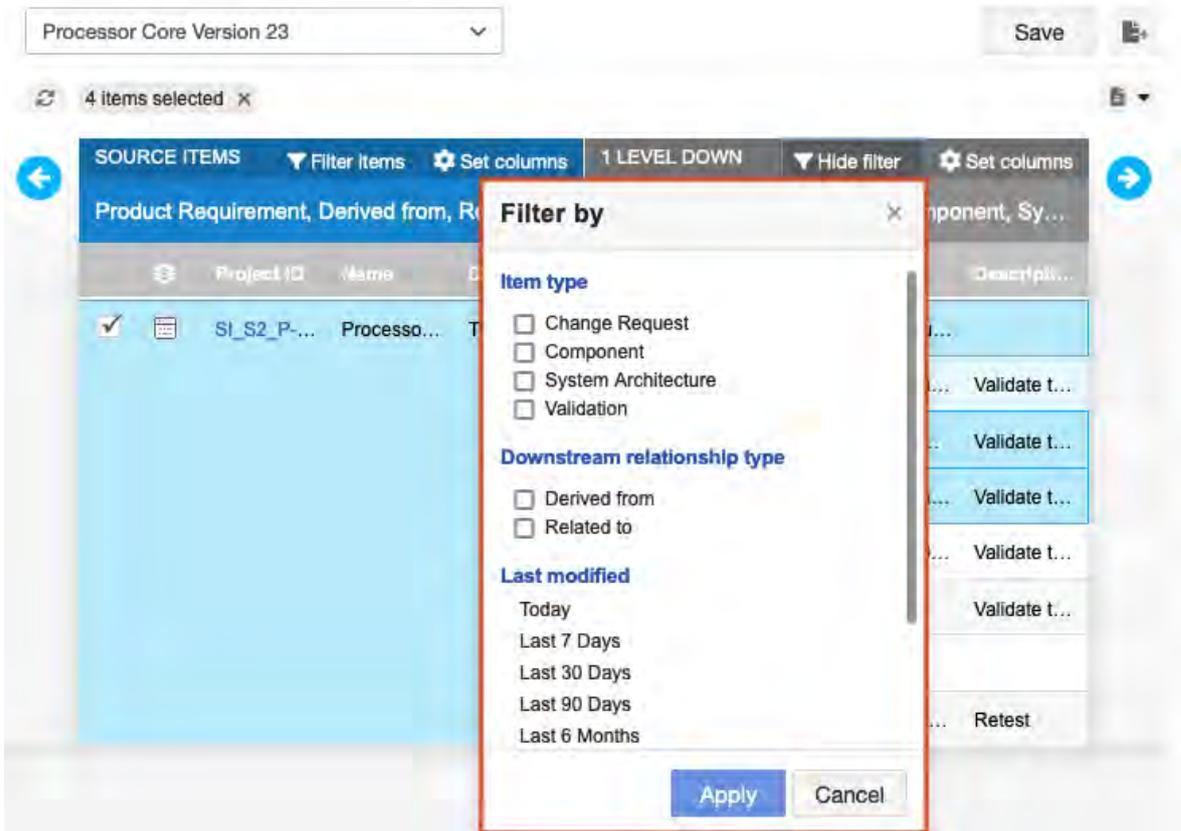 Processor Core Version 23
Save
4 items selected ×
SOURCE ITEMS Filter items Set columns 1 LEVEL DOWN Hide filter Set columns
Product Requirement, Derived from, Re
ponent, Sy...
Project ID Name Descripti...
SI_S2_P-... Processo... T
Filter by ×
Item type
Change Request
Component
System Architecture
Validation
Downstream relationship type
Derived from
Related to
Last modified
Today
Last 7 Days
Last 30 Days
Last 90 Days
Last 6 Months
Apply Cancel
Validate t...
Validate t...
Validate t...
Validate t...
Validate t...
Retest